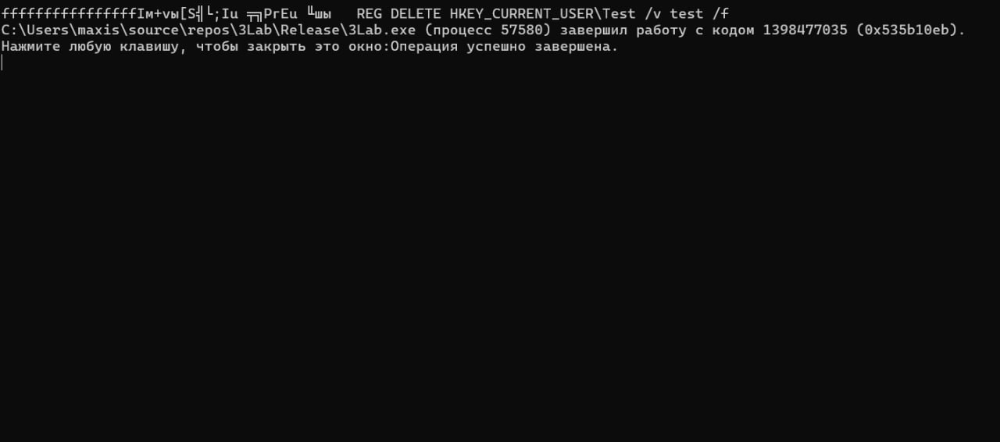 ffffffffffffffffIм+vы[S╣└;Iu ╤╗PrEu ╙шы   REG DELETE HKEY_CURRENT_USER\Test /v test /f
C:\Users\maxis\source\repos\3Lab\Release\3Lab.exe (процесс 57580) завершил работу с кодом 1398477035 (0x535b10eb).
Нажмите любую клавишу, чтобы закрыть это окно:Операция успешно завершена.